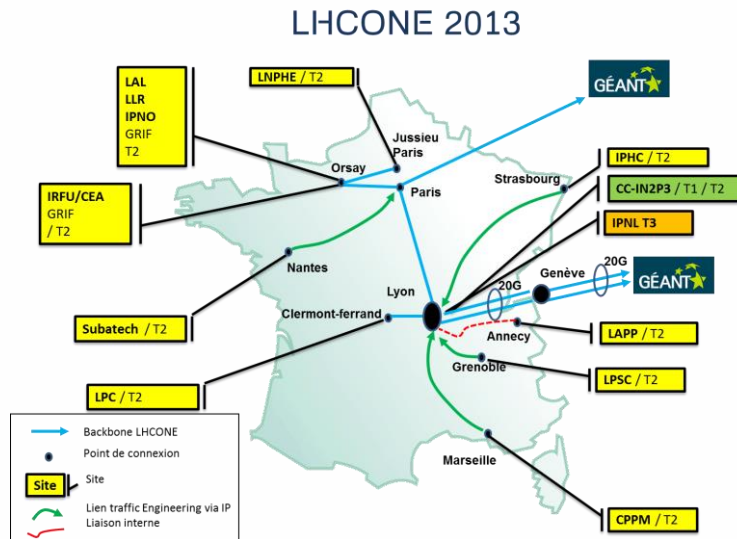 LHCONE 2013
LAL
LLR
IPNO
GRIF
T2
LNPHE / T2
GÉANT
Jussieu
Paris
Orsay
Paris
Strasbourg
IPHC / T2
CC-IN2P3 / T1 / T2
IPNL T3
IRFU/CEA
GRIF
/ T2
Nantes
Lyon
20G
Genève
20G
GÉANT
Subatech / T2
Clermont-ferrand
Annecy
LAPP / T2
Grenoble
LPSC / T2
LPC / T2
Marseille
CPPM / T2
Backbone LHCONE
Point de connexion
Site
Site
Lien traffic Engineering via IP
Liaison interne